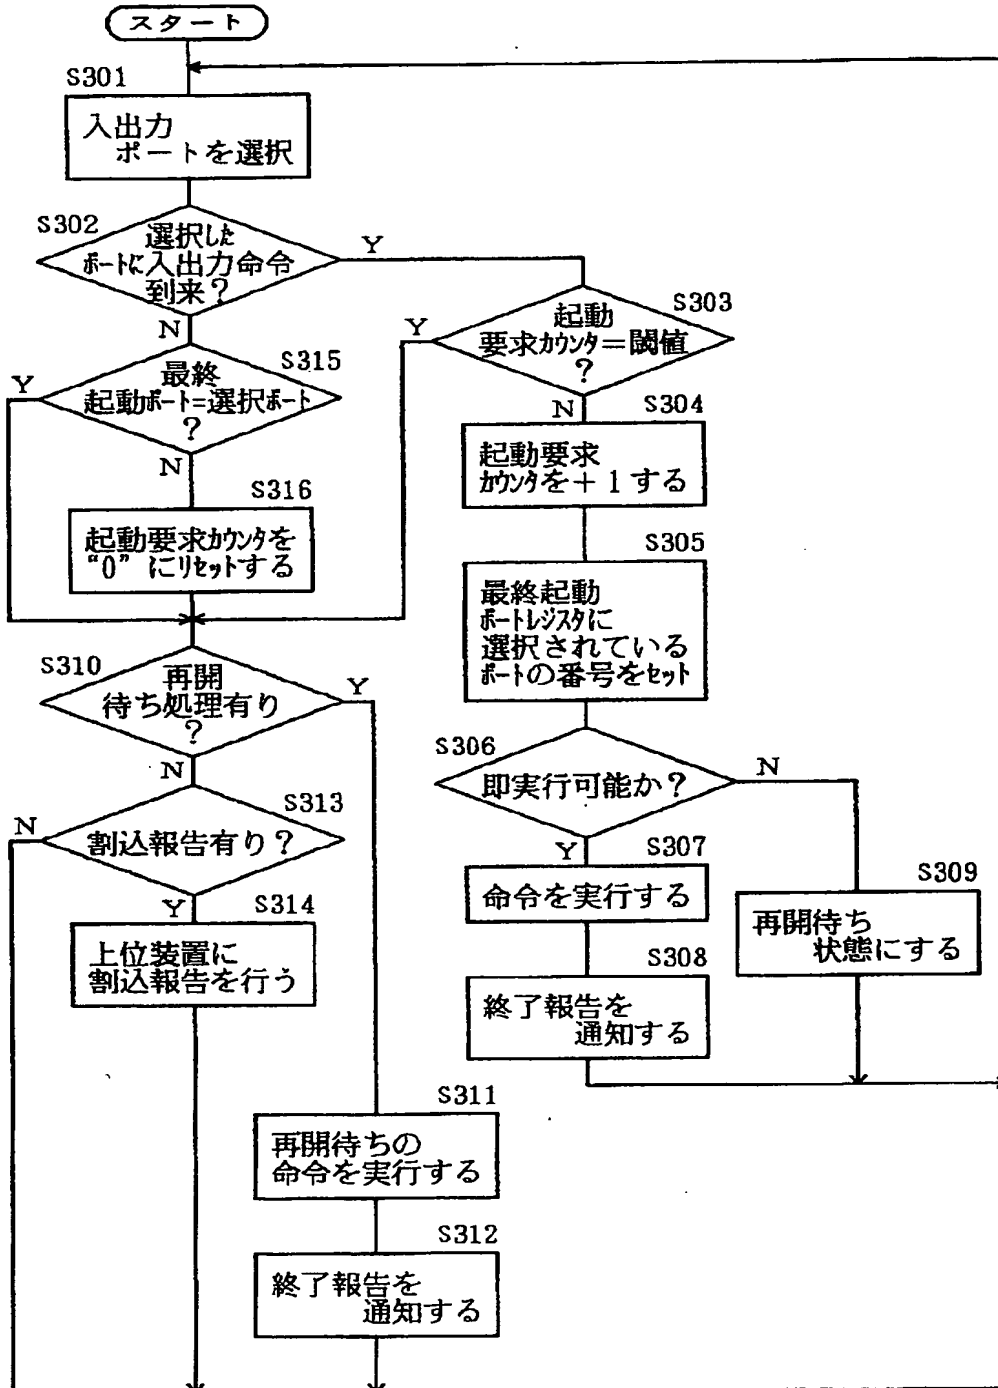 スタート
S301
入出力
ポートを選択
S302
選択した
ポートに入出力命令
到来?
Y
N
S303
起動
要求カウンタ=閾値
?
Y
N
S315
最終
起動ポート=選択ポート
?
Y
N
S304
起動要求
カウンタを+1する
S316
起動要求カウンタを
“0”にリセットする
S305
最終起動
ポートレジスタに
選択されている
ポートの番号をセット
S310
再開
待ち処理有り
?
Y
N
S306
即実行可能か?
N
Y
S313
割込報告有り?
N
Y
S307
命令を実行する
S309
再開待ち
状態にする
S314
上位装置に
割込報告を行う
S308
終了報告を
通知する
S311
再開待ちの
命令を実行する
S312
終了報告を
通知する